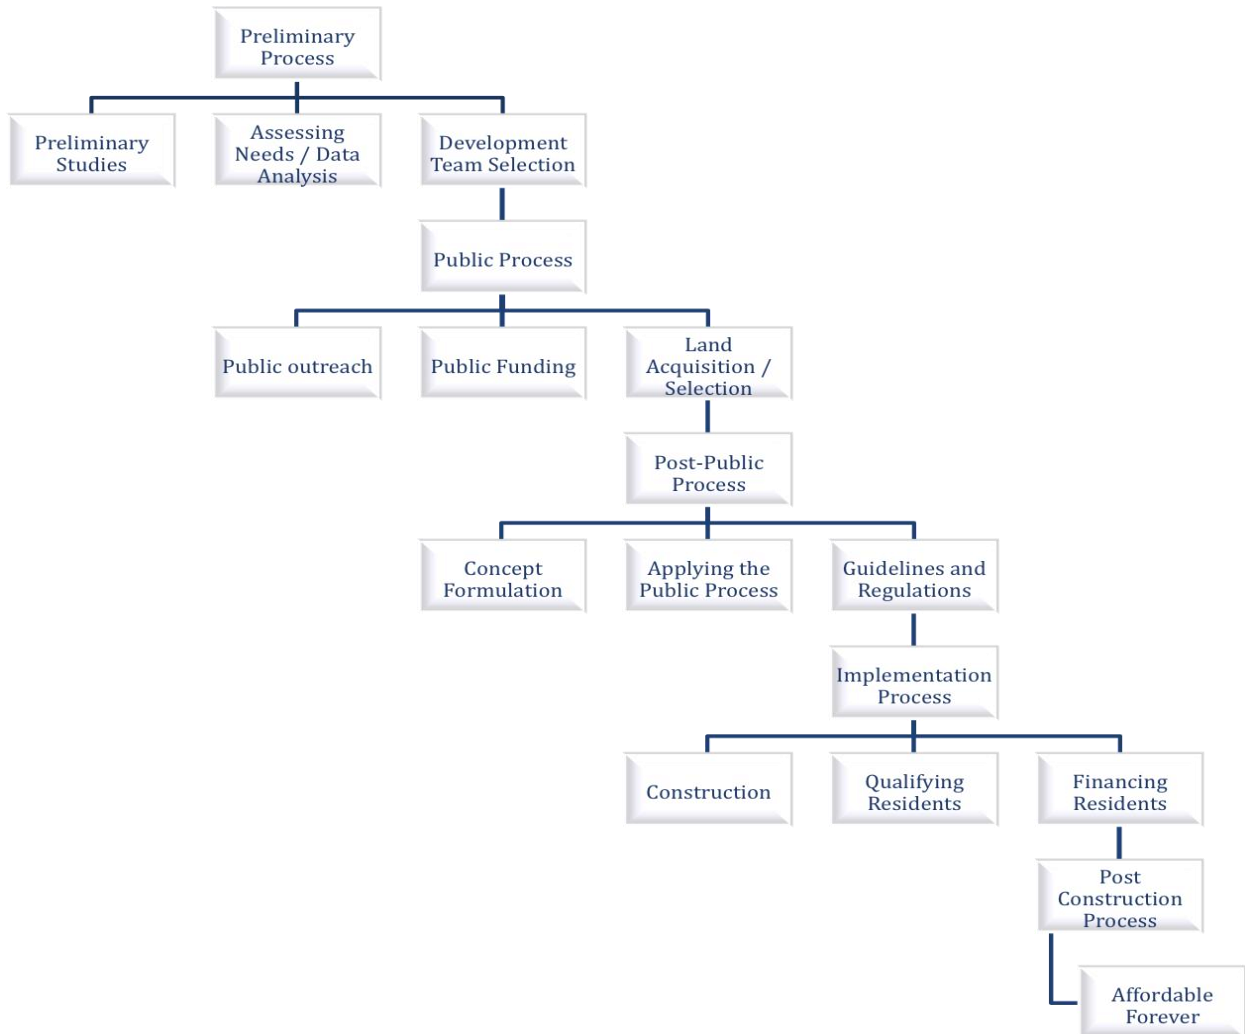 Preliminary
Process
Preliminary
Studies
Assessing
Needs / Data
Analysis
Development
Team Selection
Public Process
Public outreach
Public Funding
Land
Acquisition /
Selection
Post-Public
Process
Concept
Formulation
Applying the
Public Process
Guidelines and
Regulations
Implementation
Process
Construction
Qualifying
Residents
Financing
Residents
Post
Construction
Process
Affordable
Forever